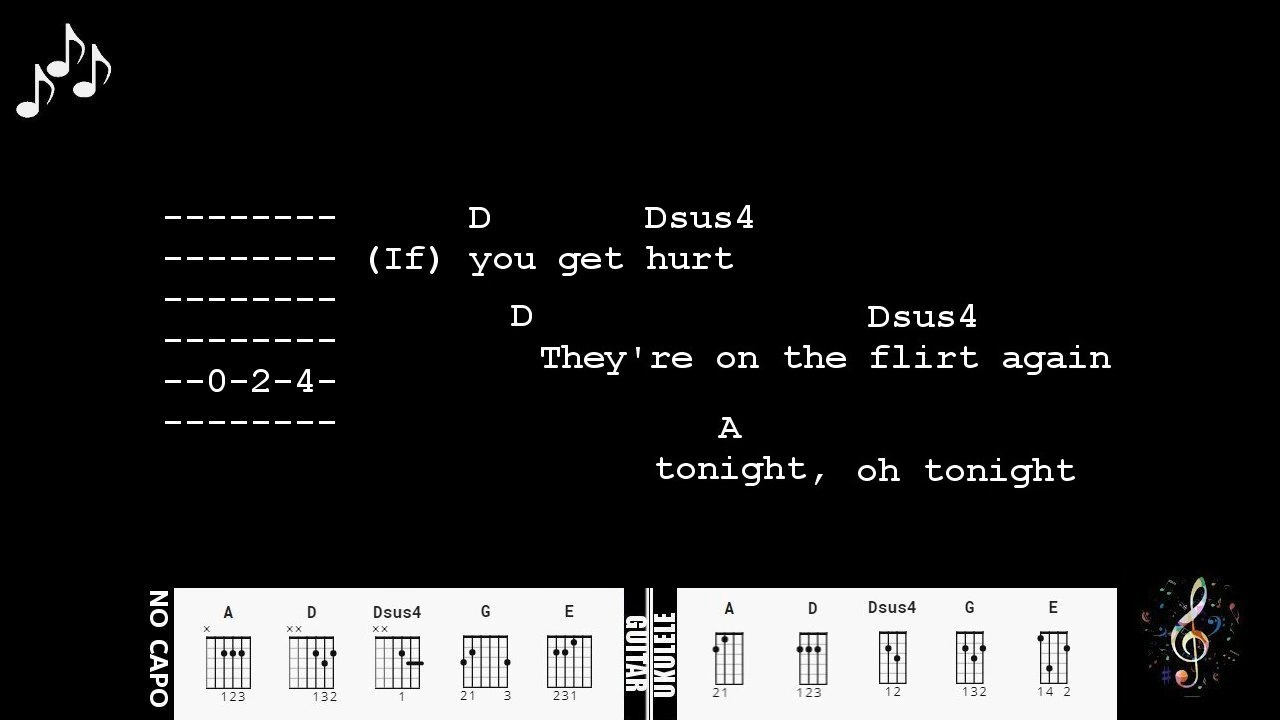 --------      D       Dsus4
-------- (If) you get hurt
--------
D               Dsus4
--------
They're on the flirt again
--0-2-4-
--------
A
tonight, oh tonight
NO CAPO
A D Dsus4 G E
× ×× ××
123 132 1 21 3 231
GUITAR
UKULELE
A D Dsus4 G E
21 123 12 132 14 2